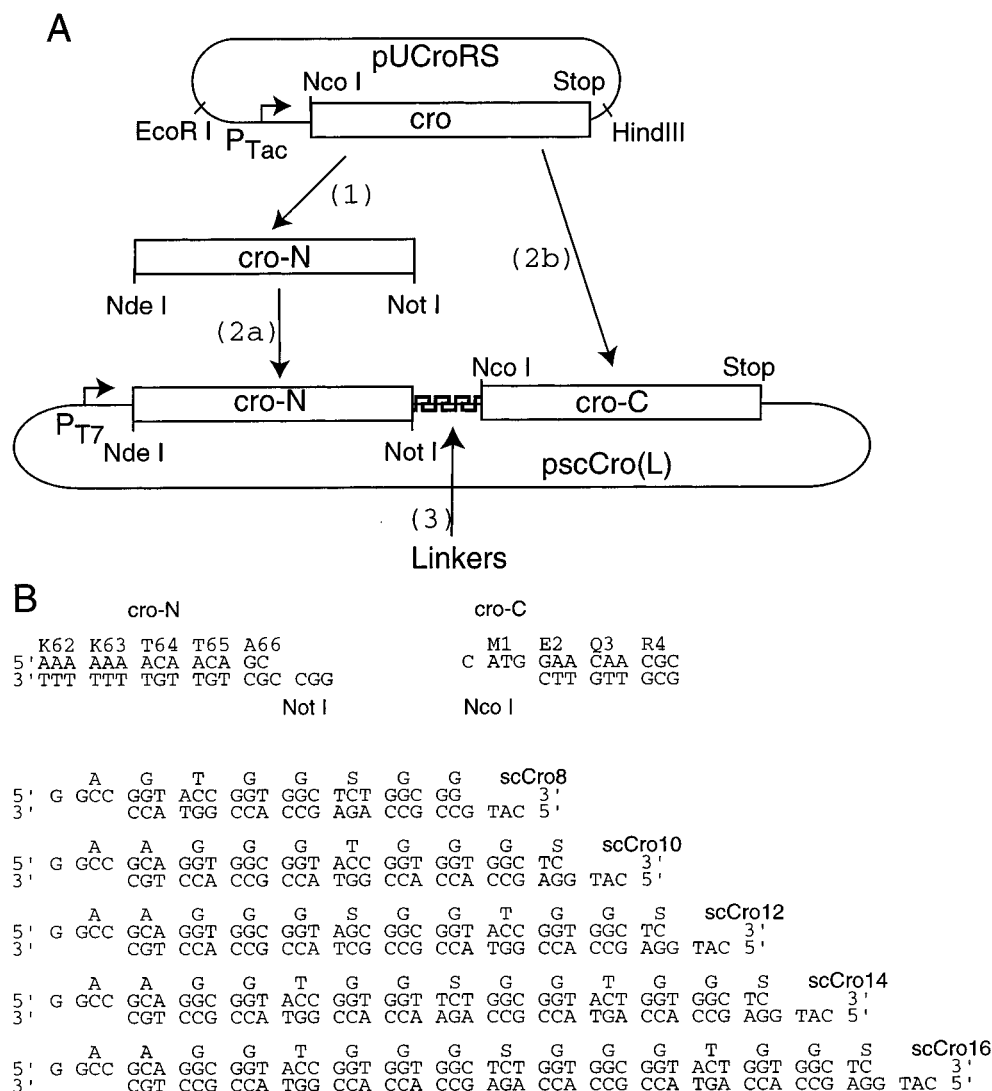 A
pUCroRS
Nco I Stop
cro
EcoR I PTac HindIII
(1)
cro-N
(2b)
Nde I Not I
(2a)
Nco I Stop
cro-N cro-C
PT7 Nde I Not I
pscCro(L)
(3)
Linkers
B
cro-N cro-C
K62 K63 T64 T65 A66 M1 E2 Q3 R4
5' AAA AAA ACA ACA GC C ATG GAA CAA CGC
3' TTT TTT TGT TGT CGC CGG CTT GTT GCG
Not I Nco I
A G T G G S G G scCro8
5' G GCC GGT ACC GGT GGC TCT GGC GG 3'
3' CCA TGG CCA CCG AGA CCG CCG TAC 5'
A A G G G T G G G S scCro10
5' G GCC GCA GGT GGC GGT ACC GGT GGT GGC TC 3'
3' CGT CCA CCG CCA TGG CCA CCA CCG AGG TAC 5'
A A G G G S G G T G G S scCro12
5' G GCC GCA GGT GGC GGT AGC GGC GGT ACC GGT GGC TC 3'
3' CGT CCA CCG CCA TCG CCG CCA TGG CCA CCG AGG TAC 5'
A A G G T G G S G G T G G S scCro14
5' G GCC GCA GGC GGT ACC GGT GGT TCT GGC GGT ACT GGT GGC TC 3'
3' CGT CCG CCA TGG CCA CCA AGA CCG CCA TGA CCA CCG AGG TAC 5'
A A G G T G G G S G G G T G G S scCro16
5' G GCC GCA GGC GGT ACC GGT GGT GGC TCT GGT GGC GGT ACT GGT GGC TC 3'
3' CGT CCG CCA TGG CCA CCA CCG AGA CCA CCG CCA TGA CCA CCG AGG TAC 5'